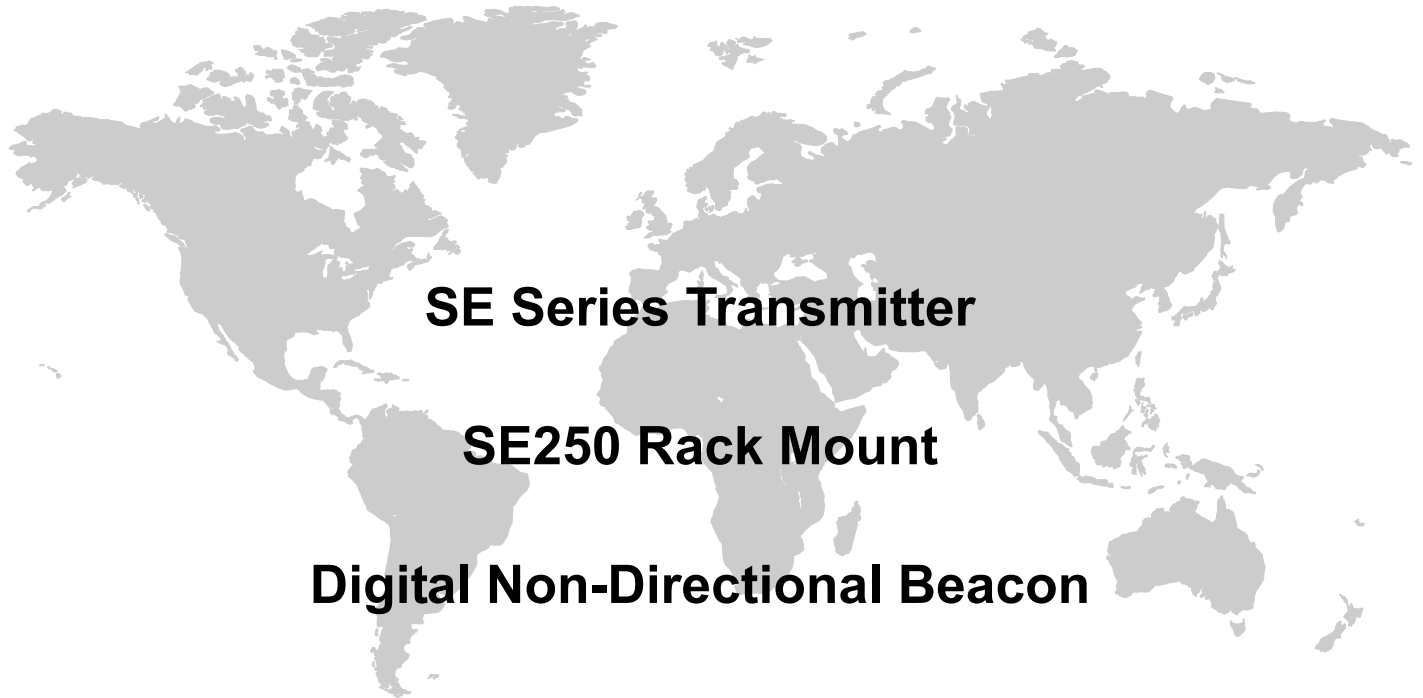 SE Series Transmitter
SE250 Rack Mount
Digital Non-Directional Beacon